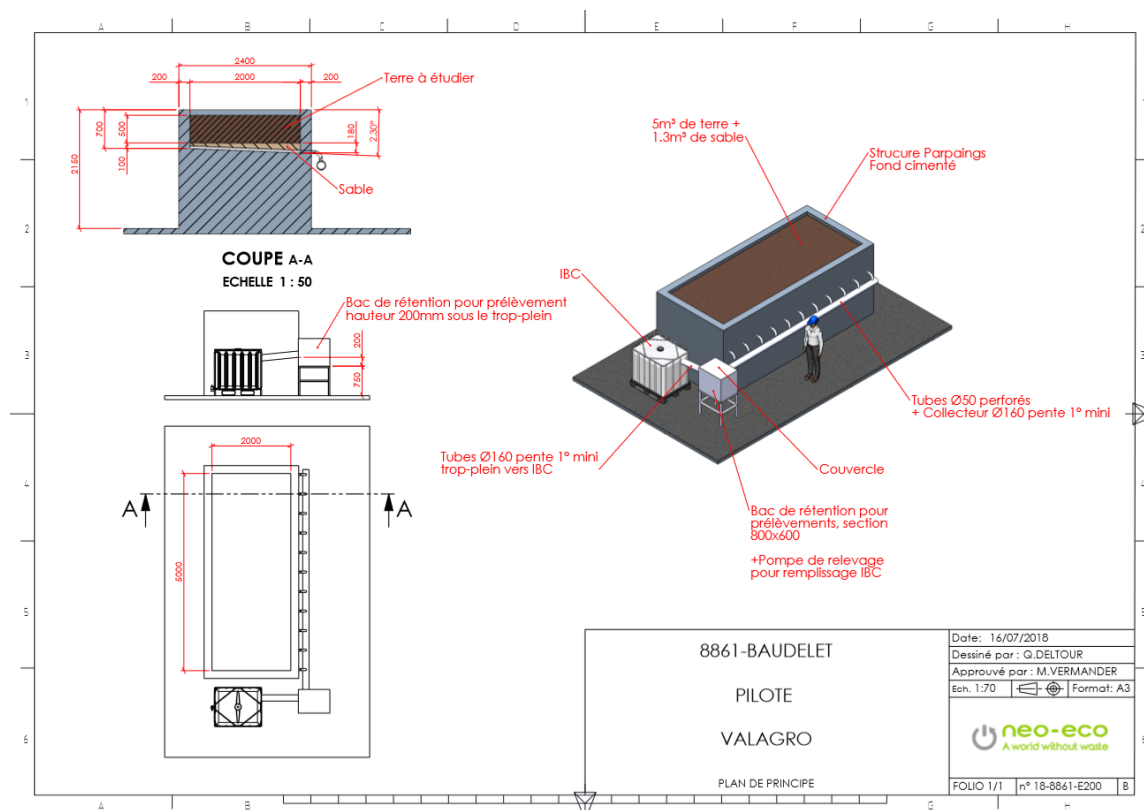 A B C D E F G H
1
2
3
4
5
6
2400
200
2000
200
Terre à étudier
2150
700
500
100
180
2.30°
Sable
COUPE A-A
ECHELLE 1 : 50
5m³ de terre +
1.3m³ de sable
Strucure Parpaings
Fond cimenté
IBC
Bac de rétention pour prélèvement
hauteur 200mm sous le trop-plein
200
750
Tubes Ø50 perforés
+ Collecteur Ø160 pente 1° mini
Tubes Ø160 pente 1° mini
trop-plein vers IBC
Couvercle
Bac de rétention pour
prélèvements, section
800x600
+Pompe de relevage
pour remplissage IBC
2000
A A
5000
8861-BAUDELET
PILOTE
VALAGRO
PLAN DE PRINCIPE
Date: 16/07/2018
Dessiné par : Q.DELTOUR
Approuvé par : M.VERMANDER
Ech. 1:70 Format: A3
neo-eco
A world without waste
FOLIO 1/1 n° 18-8861-E200 B
A B G H